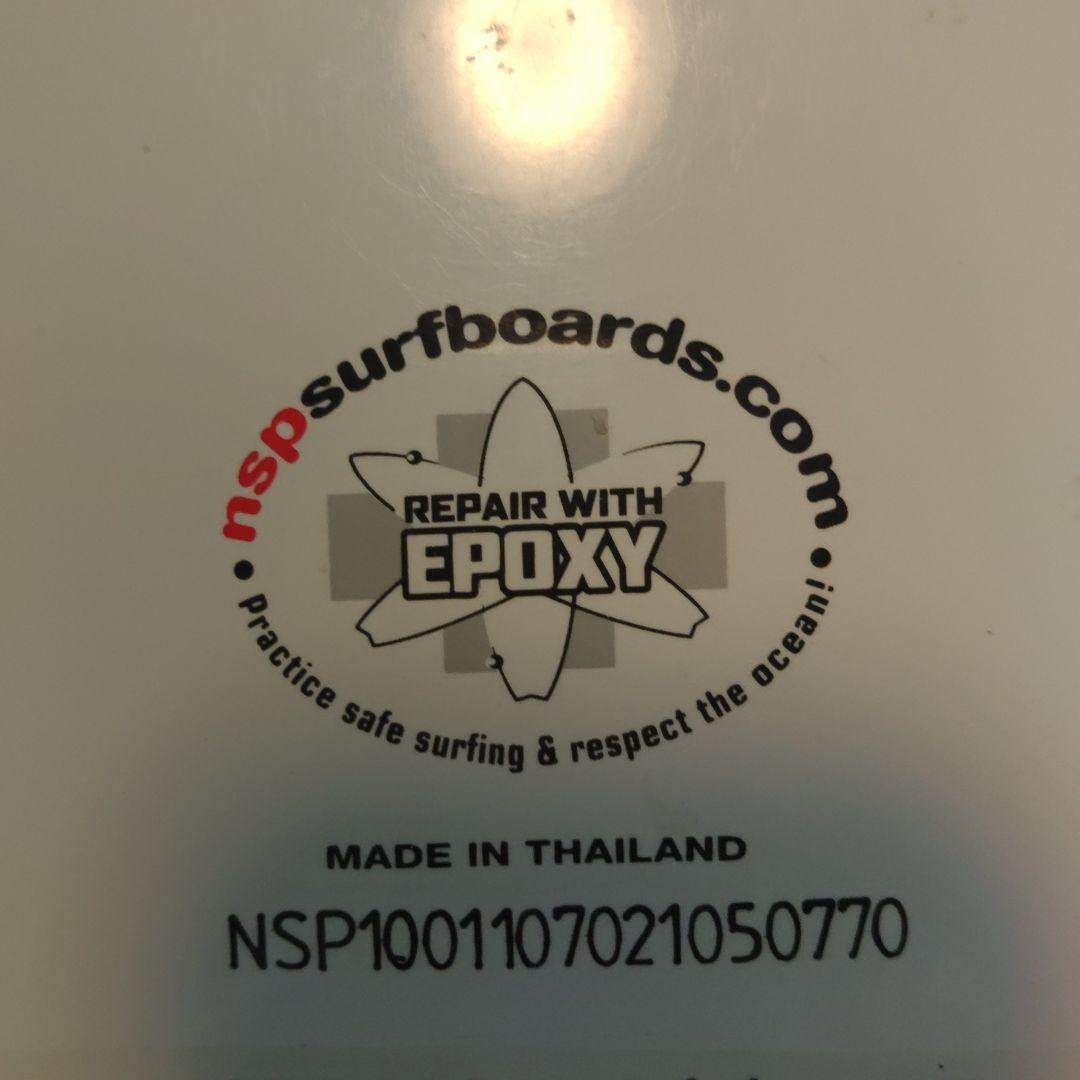 nspsurfboards.com
REPAIR WITH
EPOXY
• Practice safe surfing & respect the ocean! •
MADE IN THAILAND
NSP1001107021050770